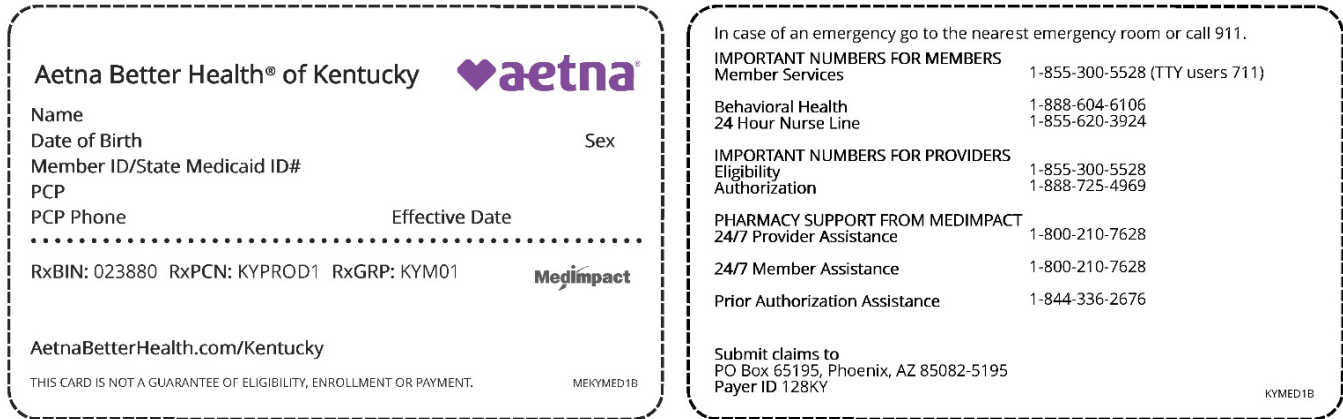 Aetna Better Health® of Kentucky
aetna®
Name
Date of Birth Sex
Member ID/State Medicaid ID#
PCP
PCP Phone Effective Date
RxBIN: 023880 RxPCN: KYPROD1 RxGRP: KYM01 MedImpact
AetnaBetterHealth.com/Kentucky
THIS CARD IS NOT A GUARANTEE OF ELIGIBILITY, ENROLLMENT OR PAYMENT. MEKYMED1B
In case of an emergency go to the nearest emergency room or call 911.
IMPORTANT NUMBERS FOR MEMBERS
Member Services 1-855-300-5528 (TTY users 711)
Behavioral Health 1-888-604-6106
24 Hour Nurse Line 1-855-620-3924
IMPORTANT NUMBERS FOR PROVIDERS
Eligibility 1-855-300-5528
Authorization 1-888-725-4969
PHARMACY SUPPORT FROM MEDIMPACT
24/7 Provider Assistance 1-800-210-7628
24/7 Member Assistance 1-800-210-7628
Prior Authorization Assistance 1-844-336-2676
Submit claims to
PO Box 65195, Phoenix, AZ 85082-5195
Payer ID 128KY
KYMED1B